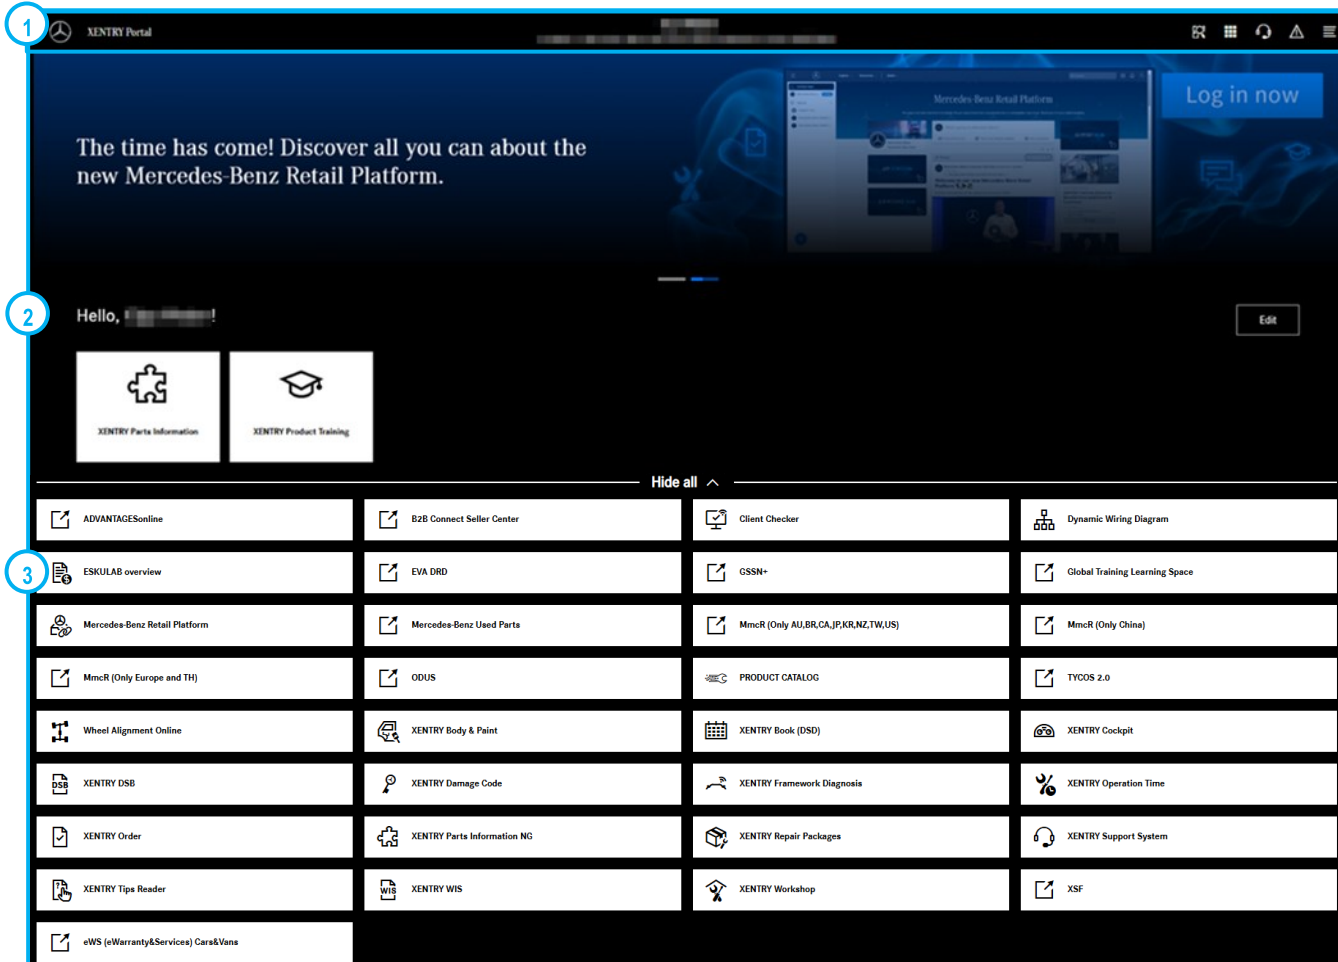 1
XENTRY Portal
Log in now
Mercedes-Benz Retail Platform
The time has come! Discover all you can about the
new Mercedes-Benz Retail Platform.
2
Hello, !
Edit
XENTRY Parts Information
XENTRY Product Training
Hide all
ADVANTAGESonline
B2B Connect Seller Center
Client Checker
Dynamic Wiring Diagram
3
ESKULAB overview
EVA DRD
GSSN+
Global Training Learning Space
Mercedes-Benz Retail Platform
Mercedes-Benz Used Parts
MmcR (Only AU,BR,CA,JP,KR,NZ,TW,US)
MmcR (Only China)
MmcR (Only Europe and TH)
ODUS
PRODUCT CATALOG
TYCOS 2.0
Wheel Alignment Online
XENTRY Body & Paint
XENTRY Book (DSD)
XENTRY Cockpit
DSB
XENTRY DSB
XENTRY Damage Code
XENTRY Framework Diagnosis
XENTRY Operation Time
XENTRY Order
XENTRY Parts Information NG
XENTRY Repair Packages
XENTRY Support System
XENTRY Tips Reader
WIS
XENTRY WIS
XENTRY Workshop
XSF
eWS (eWarranty&Services) Cars&Vans